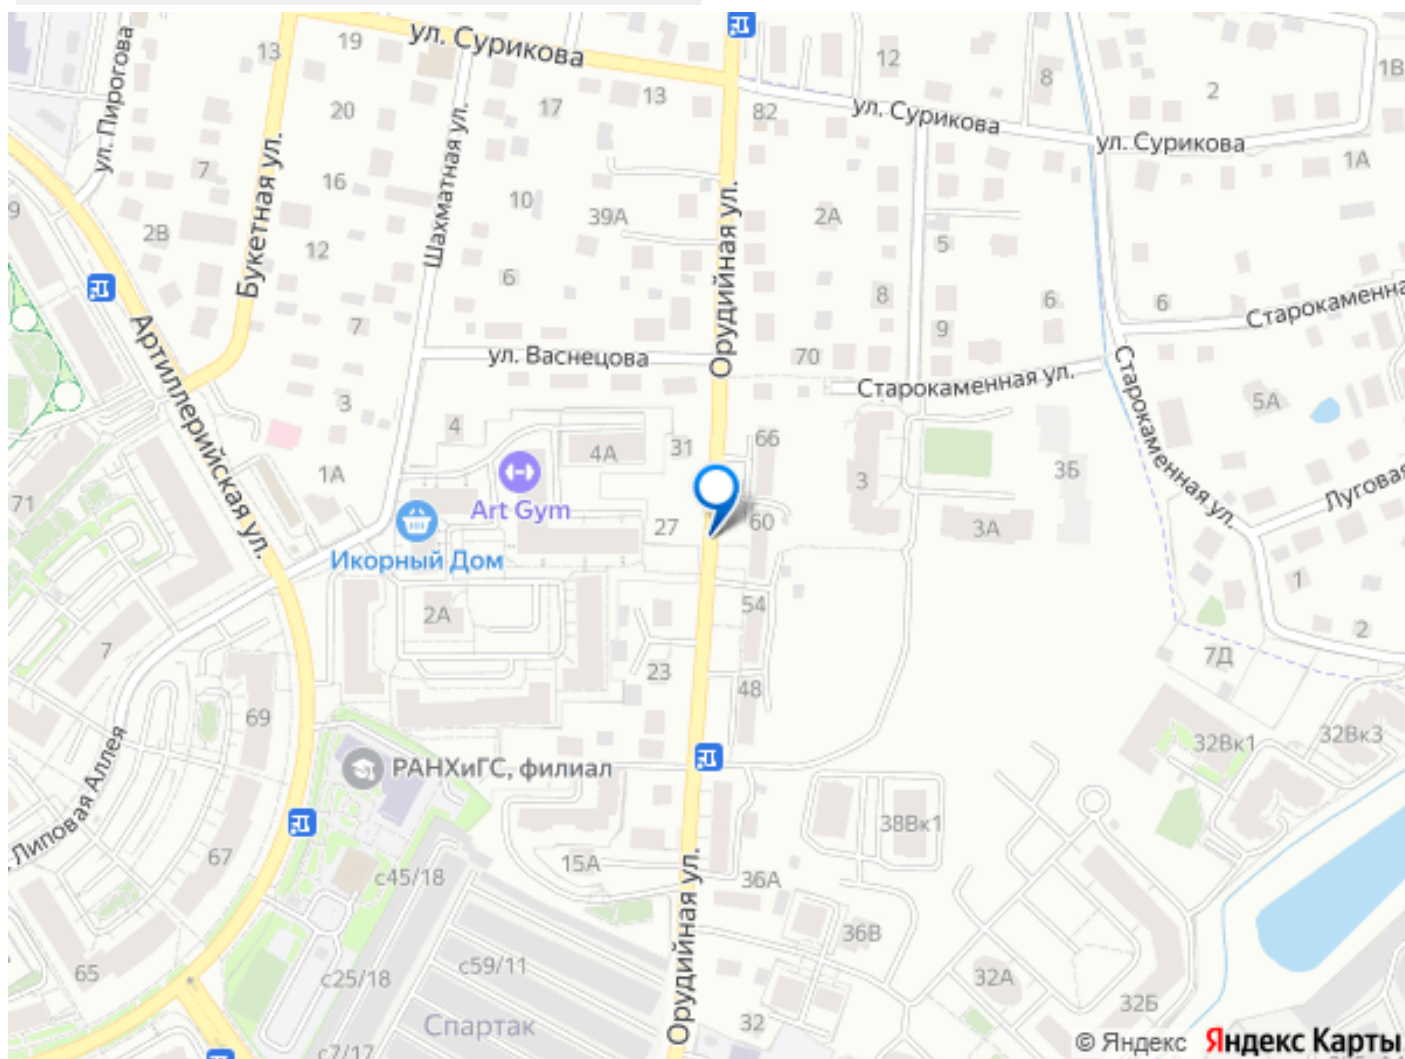 ул. Пирогова
13
19
ул. Сурикова
12
8
2
1В
20
17
13
82
ул. Сурикова
ул. Сурикова
1А
7
Букетная ул.
16
Шахматная ул.
10
39А
Орудийная ул.
2А
5
9
2В
12
6
8
6
6
Старокаменна
7
9
ул. Васнецова
70
Старокаменная ул.
Старокаменная ул.
Артиллерийская ул.
3
4
4А
31
66
5А
71
1А
Art Gym
3
3Б
Луговая
Икорный Дом
27
60
3А
1
7
2А
54
2
23
48
7Д
69
32Вк1
32Вк3
Липовая Аллея
РАНХиГС, филиал
67
15А
38Вк1
с45/18
36А
Орудийная ул.
36В
65
с25/18
с59/11
32А
32Б
Спартак
32
с7/17
© Яндекс Яндекс Карты